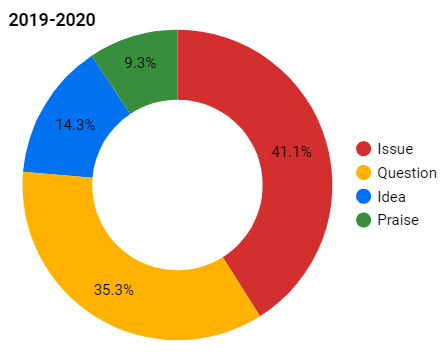 2019-2020
9.3%
14.3%
41.1%
35.3%
Issue
Question
Idea
Praise